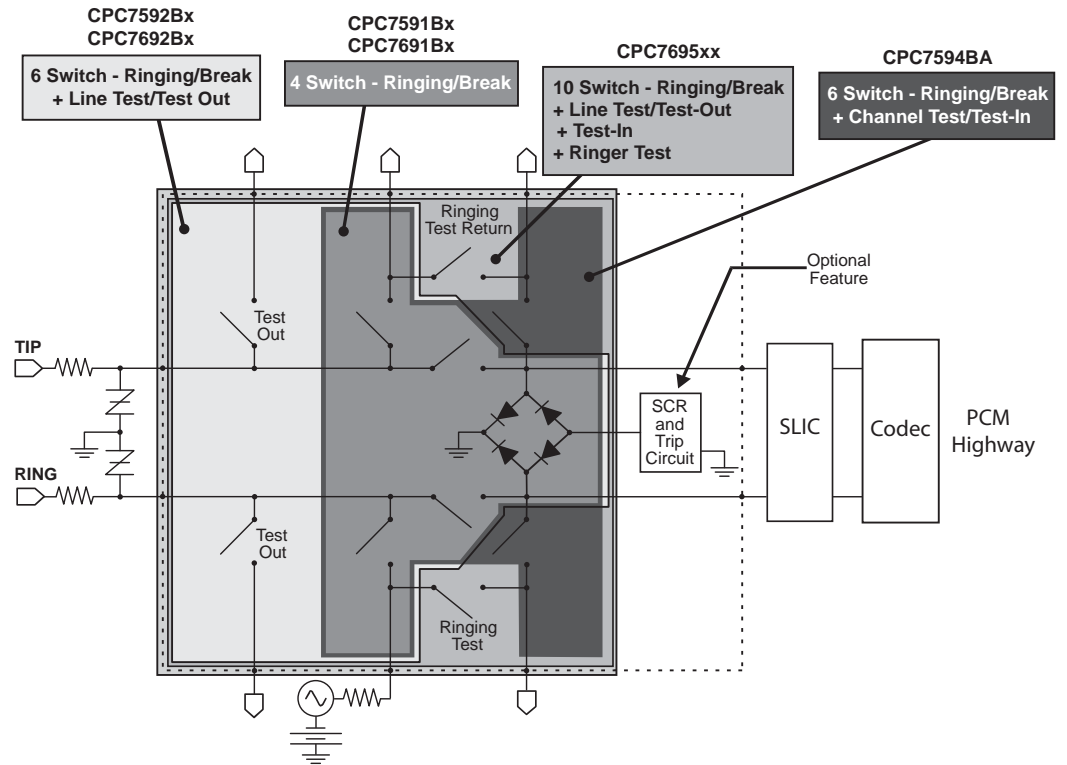 CPC7592Bx
CPC7692Bx
6 Switch - Ringing/Break
+ Line Test/Test Out
CPC7591Bx
CPC7691Bx
4 Switch - Ringing/Break
CPC7695xx
10 Switch - Ringing/Break
+ Line Test/Test-Out
+ Test-In
+ Ringer Test
CPC7594BA
6 Switch - Ringing/Break
+ Channel Test/Test-In
Ringing
Test Return
Optional
Feature
Test
Out
TIP
SCR
and
Trip
Circuit
SLIC
Codec
PCM
Highway
RING
Test
Out
Ringing
Test